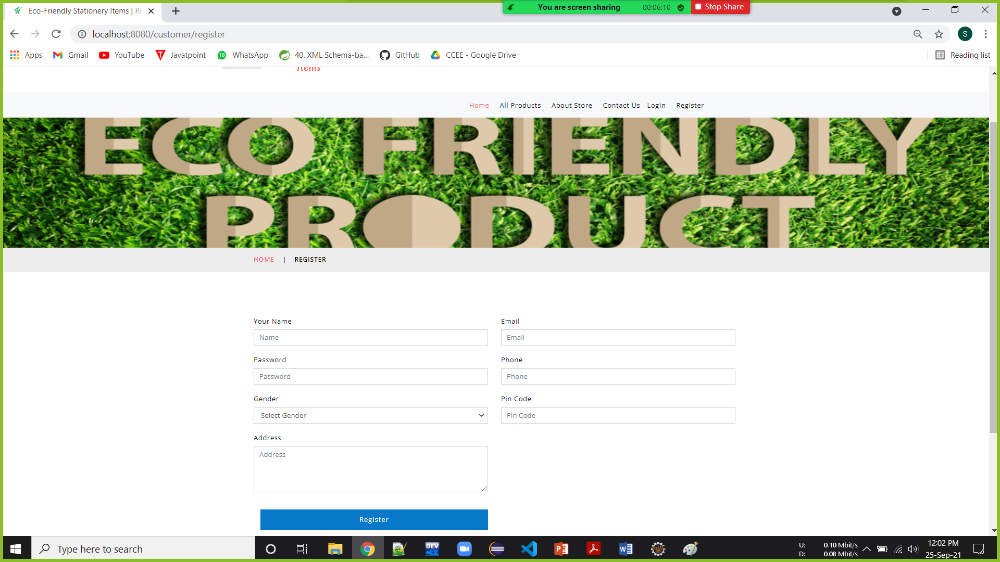 Eco-Friendly Stationery Items | Re
You are screen sharing 00:06:10 Stop Share
localhost:8080/customer/register
S
Apps Gmail YouTube Javatpoint 10 WhatsApp 40. XML Schema-ba... GitHub CCEE - Google Drive Reading list
Items
Home All Products About Store Contact Us Login Register
ECO FRIENDLY
PRODUCT
HOME | REGISTER
Your Name Email
Name Email
Password Phone
Password Phone
Gender Pin Code
Select Gender Pin Code
Address
Address
Register
Type here to search
DEV
U: 0.10 Mbit/s
D: 0.08 Mbit/s
12:02 PM
25-Sep-21